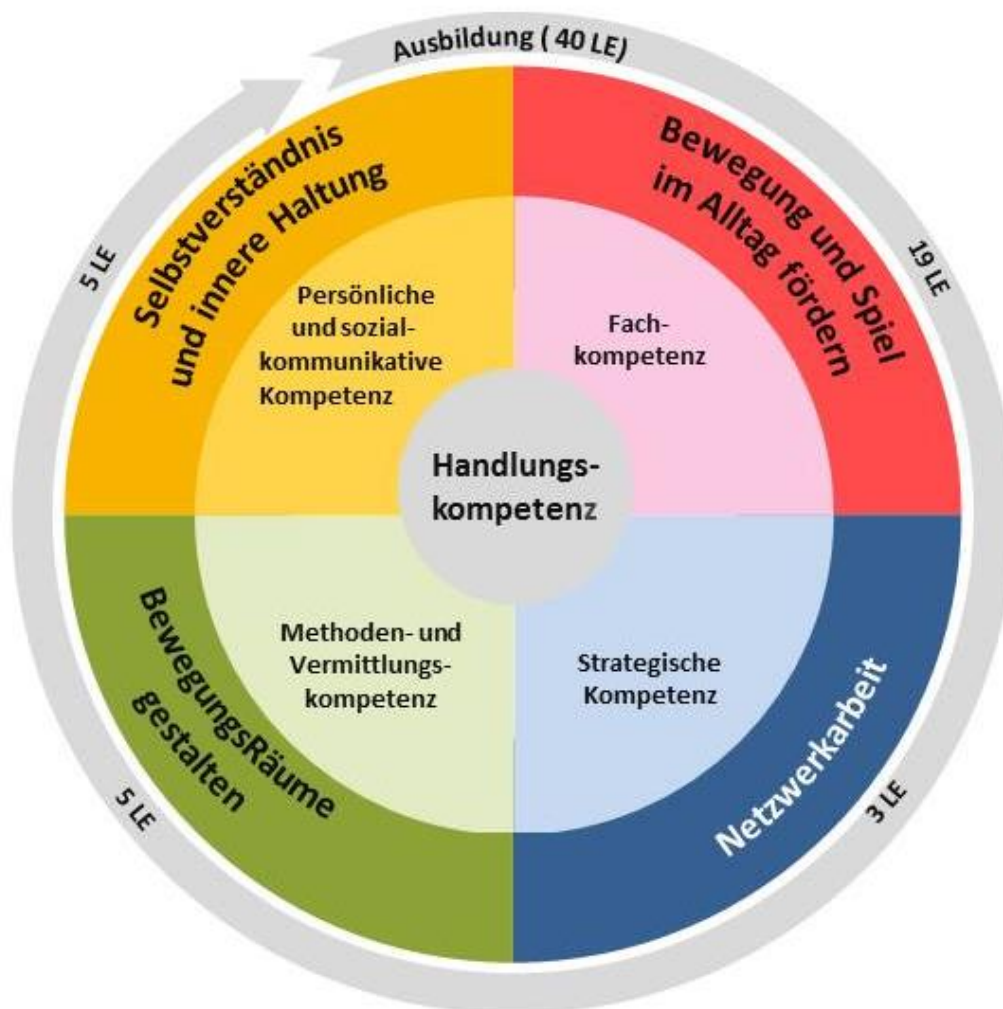 Ausbildung ( 40 LE)
Selbstverständnis
und innere Haltung
5 LE
Persönliche
und sozial-
kommunikative
Kompetenz
Bewegung und Spiel
im Alltag fördern
19 LE
Fach-
kompetenz
Handlungs-
kompetenz
BewegungsRäume
gestalten
5 LE
Methoden- und
Vermittlungs-
kompetenz
Strategische
Kompetenz
Netzwerkarbeit
3 LE